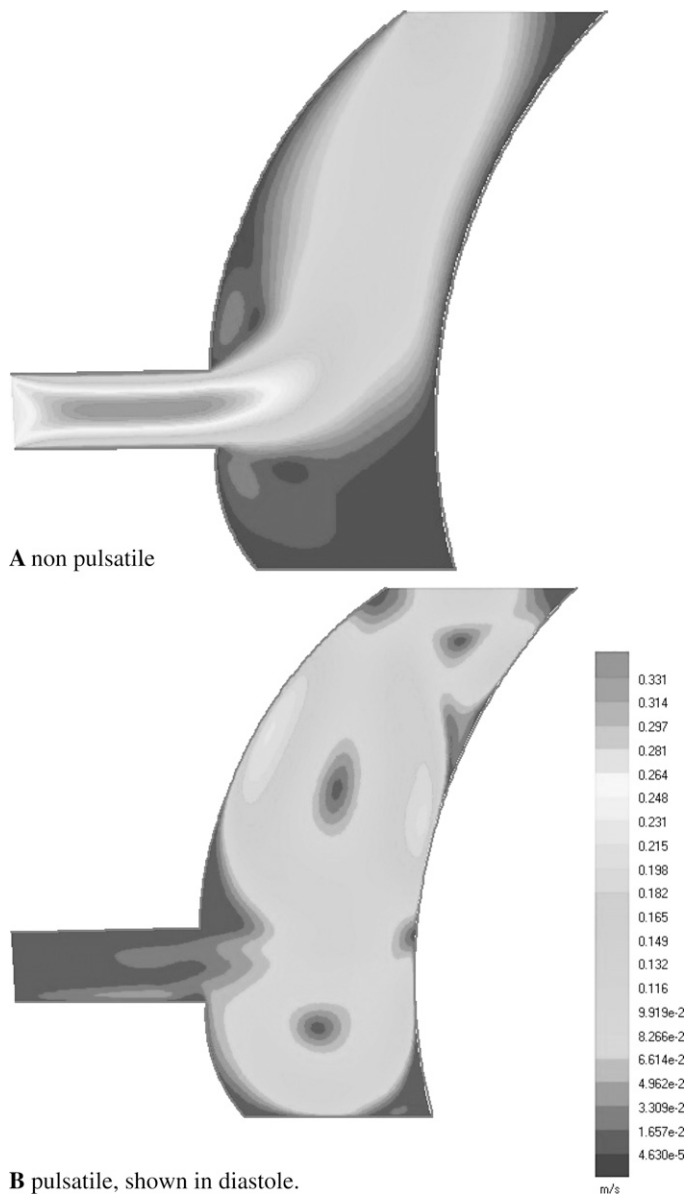 A non pulsatile
0.331
0.314
0.297
0.281
0.264
0.248
0.231
0.215
0.198
0.182
0.165
0.149
0.132
0.116
9.919e-2
8.266e-2
6.614e-2
4.962e-2
3.309e-2
1.657e-2
4.630e-5
m/s
B pulsatile, shown in diastole.